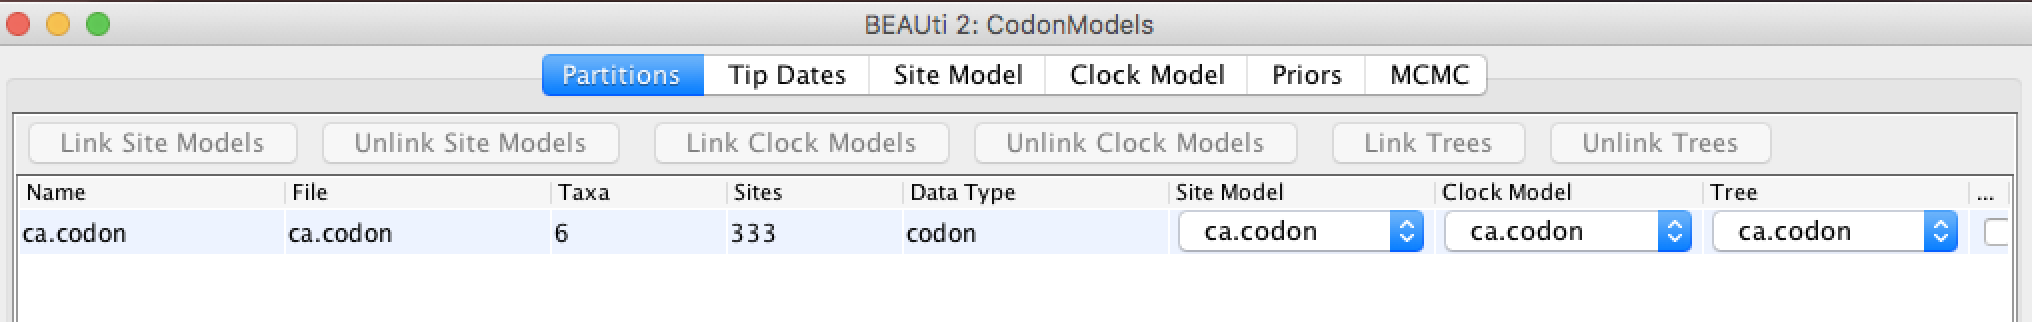 BEAUti 2: CodonModels
Partitions Tip Dates Site Model Clock Model Priors MCMC
Link Site Models Unlink Site Models Link Clock Models Unlink Clock Models Link Trees Unlink Trees
Name File Taxa Sites Data Type Site Model Clock Model Tree ...
ca.codon ca.codon 6 333 codon ca.codon ca.codon ca.codon